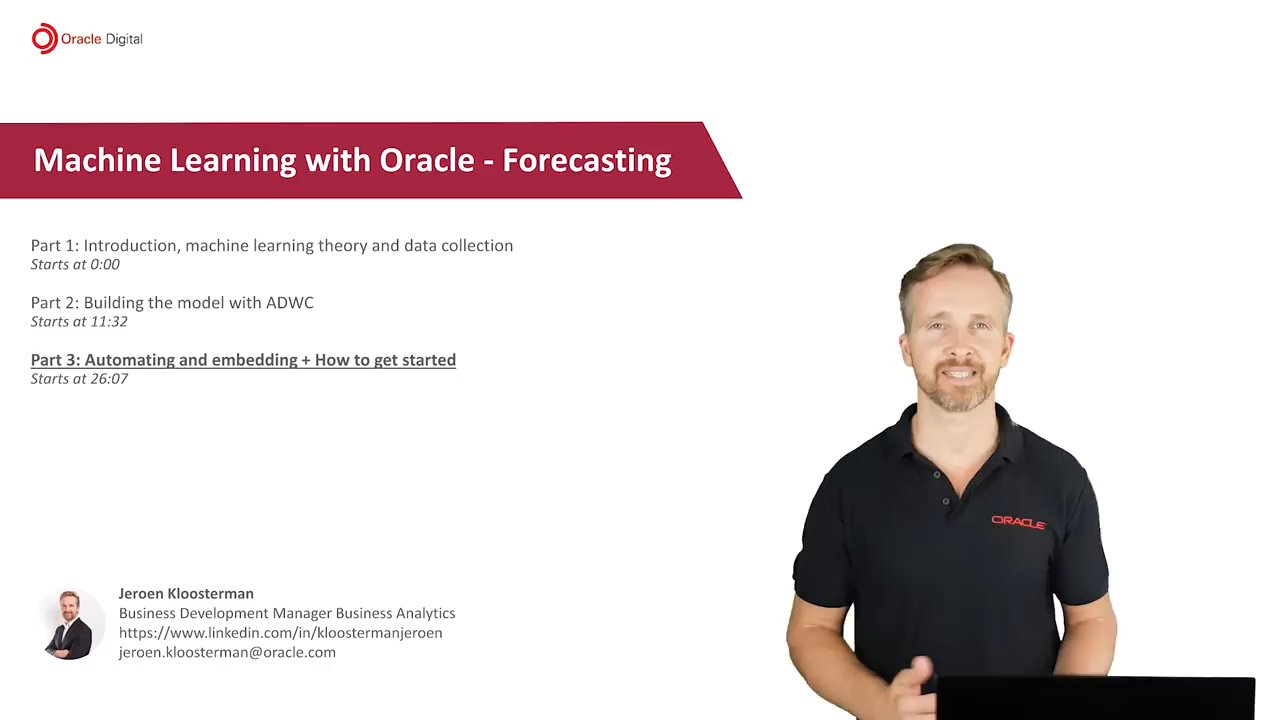 Oracle Digital
Machine Learning with Oracle - Forecasting
Part 1: Introduction, machine learning theory and data collection
Starts at 0:00
Part 2: Building the model with ADWC
Starts at 11:32
Part 3: Automating and embedding + How to get started
Starts at 26:07
ORACLE
Jeroen Kloosterman
Business Development Manager Business Analytics
https://www.linkedin.com/in/kloostermanjeroen
jeroen.kloosterman@oracle.com